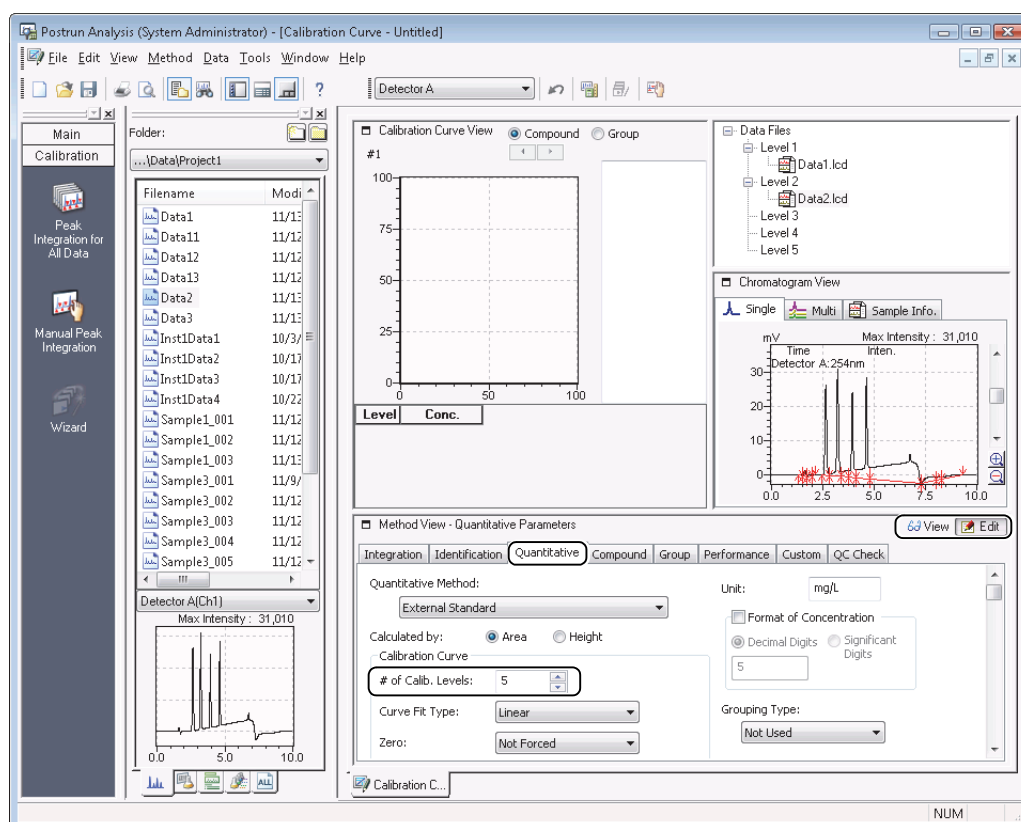 Postrun Analysis (System Administrator) - [Calibration Curve - Untitled]
File Edit View Method Data Tools Window Help
Detector A
Main
Calibration
Peak
Integration for
All Data
Manual Peak
Integration
Wizard
Folder:
...\Data\Project1
Filename Modi
Data1 11/13
Data11 11/12
Data12 11/12
Data13 11/12
Data2 11/13
Data3 11/13
Inst1Data1 10/3/
Inst1Data2 10/17
Inst1Data3 10/17
Inst1Data4 10/22
Sample1_001 11/12
Sample1_002 11/12
Sample1_003 11/13
Sample3_001 11/9/
Sample3_002 11/12
Sample3_003 11/12
Sample3_004 11/12
Sample3_005 11/12
Detector A(Ch1)
Max Intensity : 31,010
0.0 5.0 10.0
ALL
Calibration Curve View Compound Group
#1
100
75
50
25
0
0 50 100
Level Conc.
Data Files
Level 1
Data1.lcd
Level 2
Data2.lcd
Level 3
Level 4
Level 5
Chromatogram View
Single Multi Sample Info.
mV Max Intensity : 31,010
Time Inten.
Detector A:254nm
30
20
10
0
0.0 2.5 5.0 7.5 10.0
Method View - Quantitative Parameters
View Edit
Integration Identification Quantitative Compound Group Performance Custom QC Check
Quantitative Method:
External Standard
Calculated by: Area Height
Calibration Curve
# of Calib. Levels: 5
Curve Fit Type: Linear
Zero: Not Forced
Unit: mg/L
Format of Concentration
Decimal Digits Significant
Digits
5
Grouping Type:
Not Used
Calibration C...
NUM